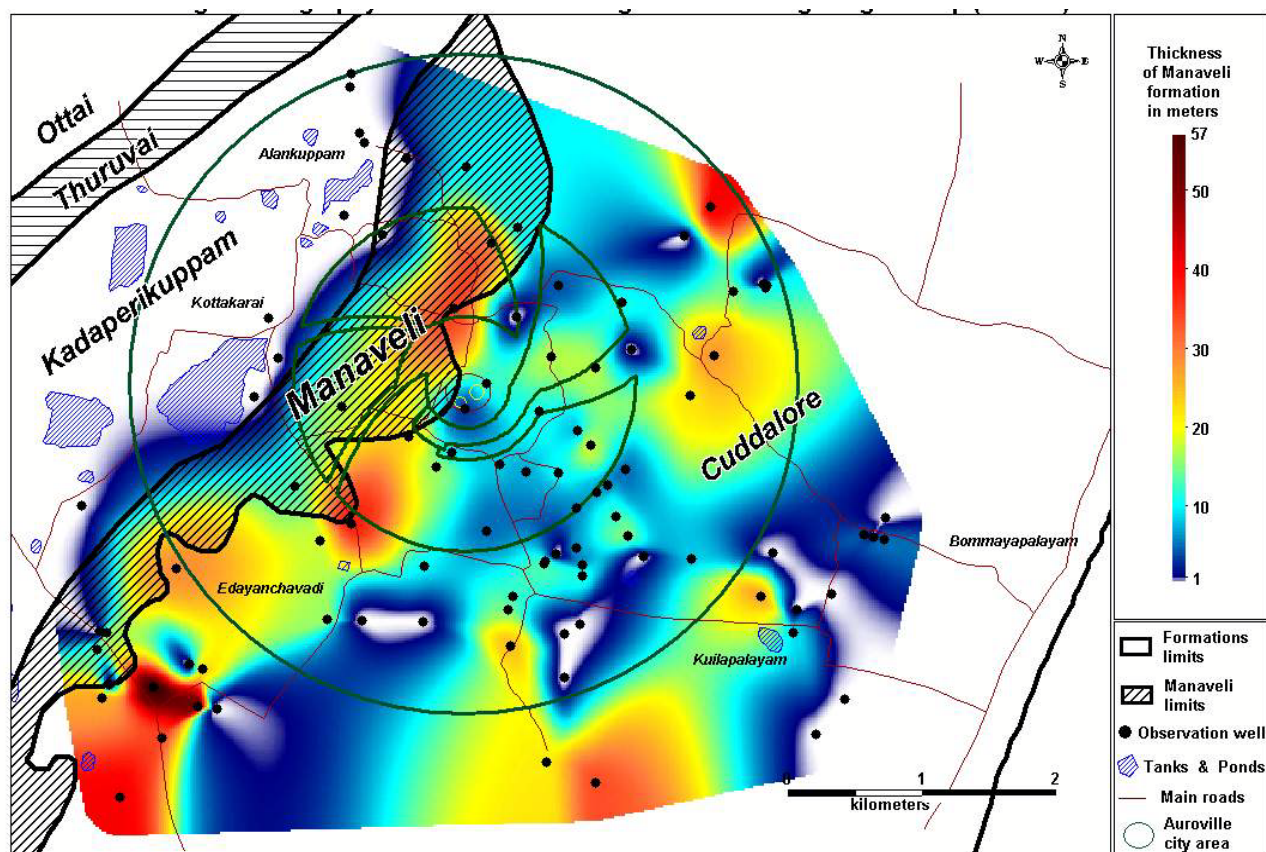 N
W E
S
Ottai
Thuruvai
Alankuppam
Kadaperikuppam
Kottakarai
Manaveli
Cuddalore
Bommayapalayam
Edayanchavadi
Kuilapalayam
0 1 2
kilometers
Thickness
of Manaveli
formation
in meters
57
50
40
30
20
10
1
Formations
limits
Manaveli
limits
Observation well
Tanks & Ponds
Main roads
Auroville
city area